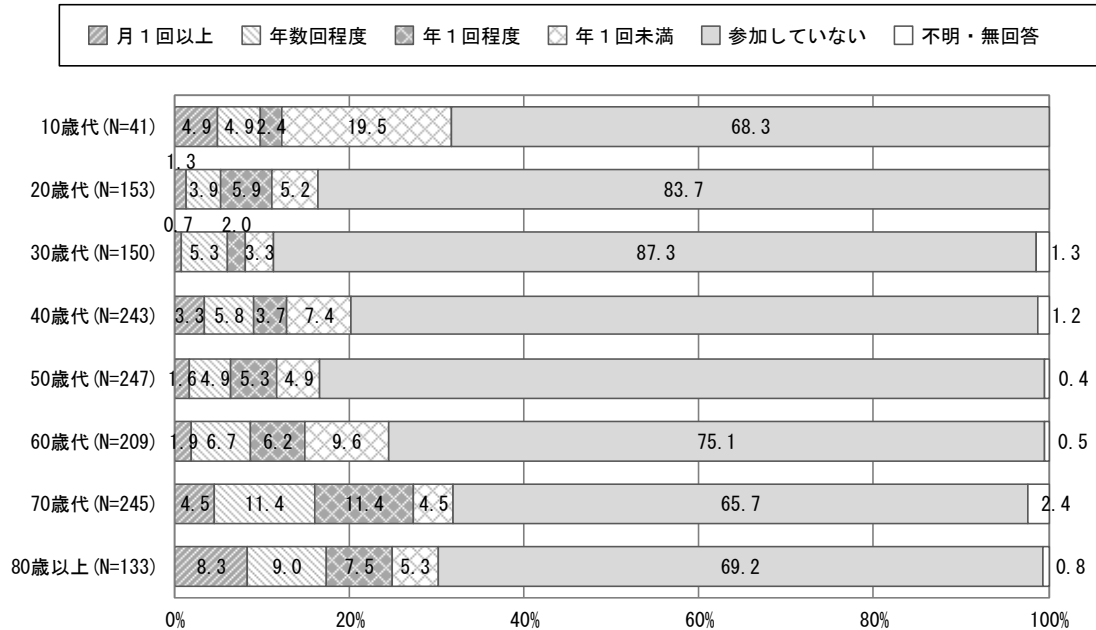 月１回以上 年数回程度 年１回程度 年１回未満 参加していない 不明・無回答
10歳代(N=41) 4.9 4.9 2.4 19.5 68.3
20歳代(N=153) 1.3 3.9 5.9 5.2 83.7
30歳代(N=150) 0.7 5.3 2.0 3.3 87.3 1.3
40歳代(N=243) 3.3 5.8 3.7 7.4 1.2
50歳代(N=247) 1.6 4.9 5.3 4.9 0.4
60歳代(N=209) 1.9 6.7 6.2 9.6 75.1 0.5
70歳代(N=245) 4.5 11.4 11.4 4.5 65.7 2.4
80歳以上(N=133) 8.3 9.0 7.5 5.3 69.2 0.8
0% 20% 40% 60% 80% 100%